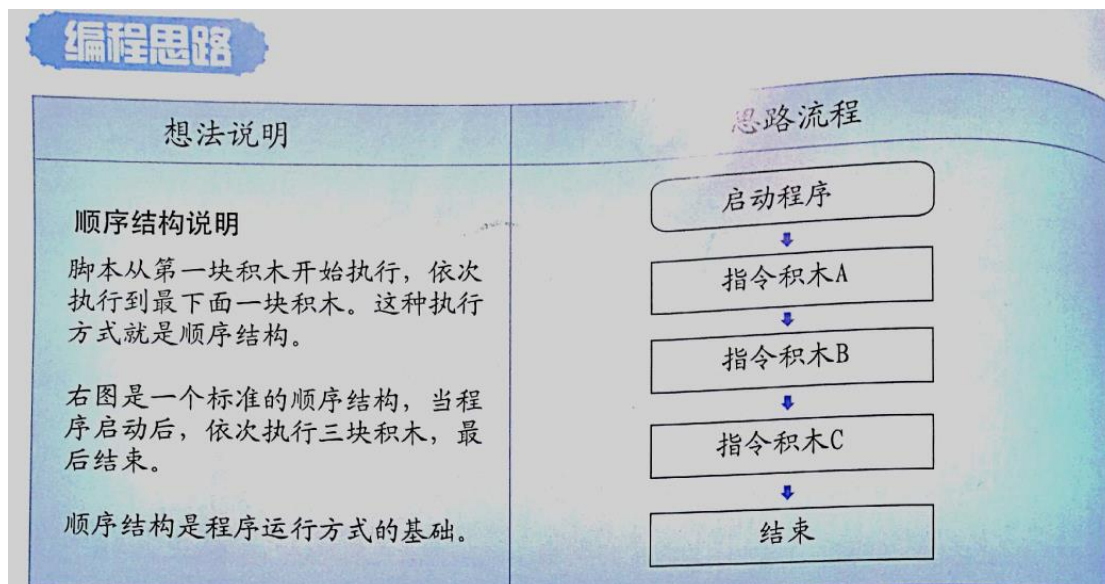 编程思路
想法说明
思路流程
顺序结构说明
脚本从第一块积木开始执行，依次
执行到最下面一块积木。这种执行
方式就是顺序结构。
右图是一个标准的顺序结构，当程
序启动后，依次执行三块积木，最
后结束。
顺序结构是程序运行方式的基础。
启动程序
指令积木A
指令积木B
指令积木C
结束